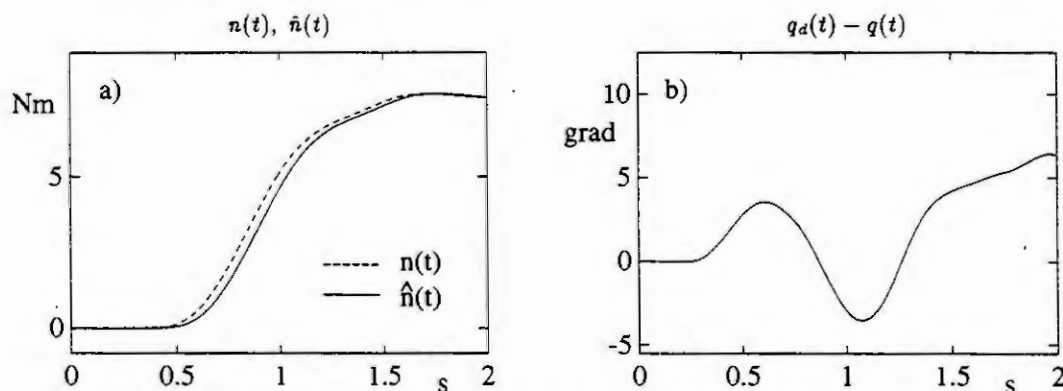 n(t), n̂(t)
a)
Nm
5
0
n(t)
n̂(t)
0 0.5 1 1.5 s 2
q_d(t) − q(t)
b)
10
grad
5
0
-5
0 0.5 1 1.5 s